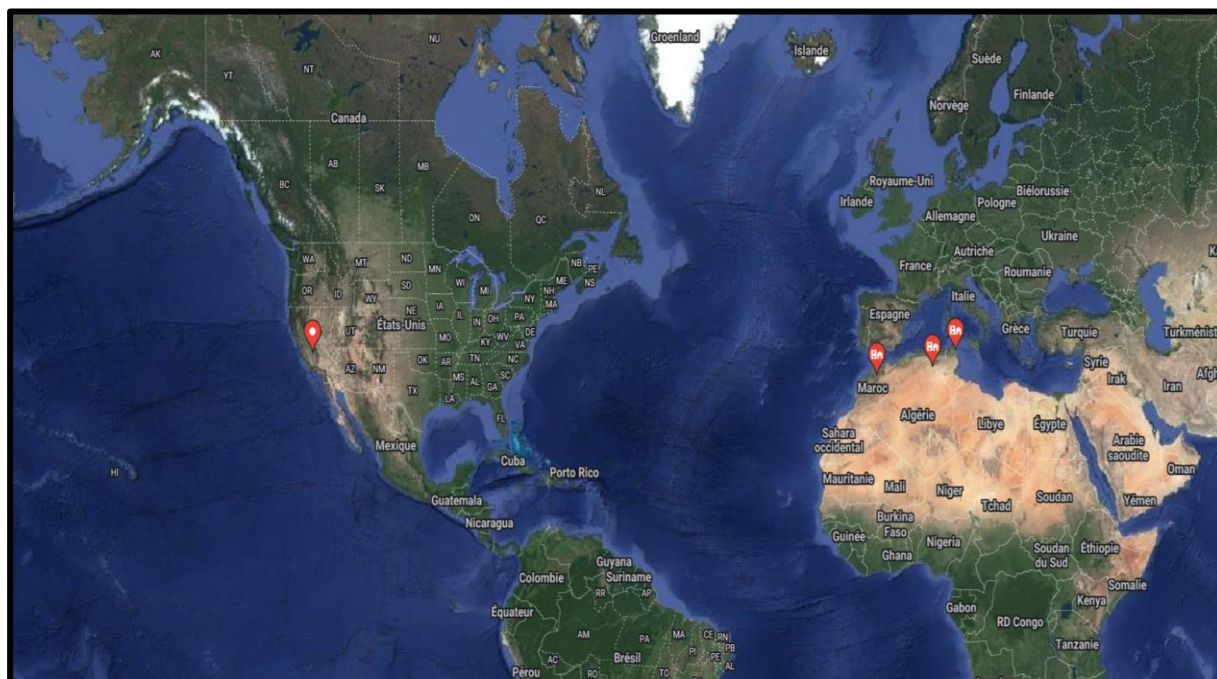 Groenland
Islande
Suède
Finlande
Norvège
AK
YT
NT
NU
Canada
AB
BC
SK
MB
ON
QC
NL
Royaume-Uni
Irlande
Biélorussie
Pologne
Allemagne
Ukraine
Autriche
France
Roumanie
Italie
Espagne
Grèce
Turquie
Turkménist
Syrie
Irak
Iran
Afgh
WA
MT
ND
MN
OR
ID
WY
SD
WI
MI
NB
PE
ME
NS
NH
MA
NY
NE
IA
IL
IN
OH
PA
DE
UT
États-Unis
MO
KY
WV
VA
AZ
NM
OK
AR
TN
NC
SC
MS
AL
GA
TX
LA
FL
Mexique
Cuba
Porto Rico
HI
Guatemala
Nicaragua
Maroc
Algérie
Libye
Égypte
Sahara
occidental
Arabie
saoudite
Oman
Mauritanie
Mali
Niger
Tchad
Soudan
Yémen
Burkina
Faso
Guinée
Ghana
Nigeria
Soudan
du Sud
Éthiopie
Somalie
Kenya
Gabon
RD Congo
Tanzanie
Guyana
Suriname
Colombie
RR
AP
Équateur
AM
PA
MA
CE
RN
PB
PE
AL
PI
AC
RO
Brésil
TO
Pérou